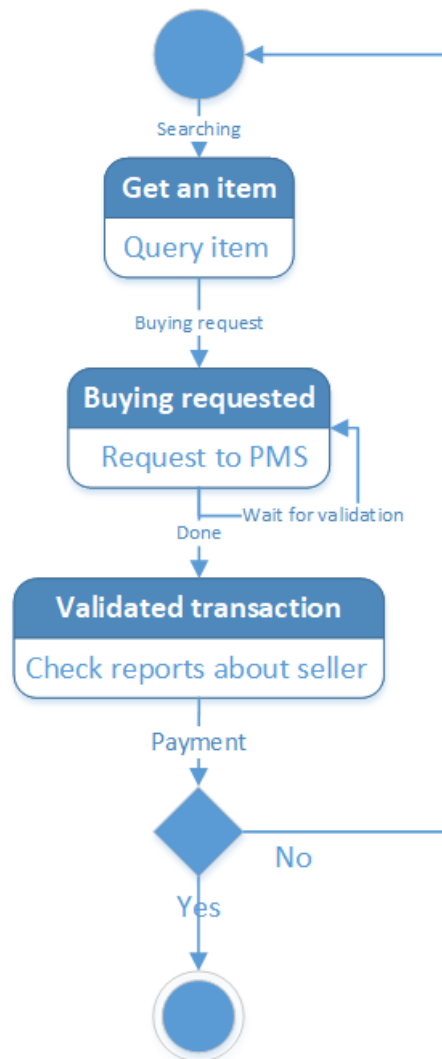 Searching
Get an item
Query item
Buying request
Buying requested
Request to PMS
Wait for validation
Done
Validated transaction
Check reports about seller
Payment
No
Yes